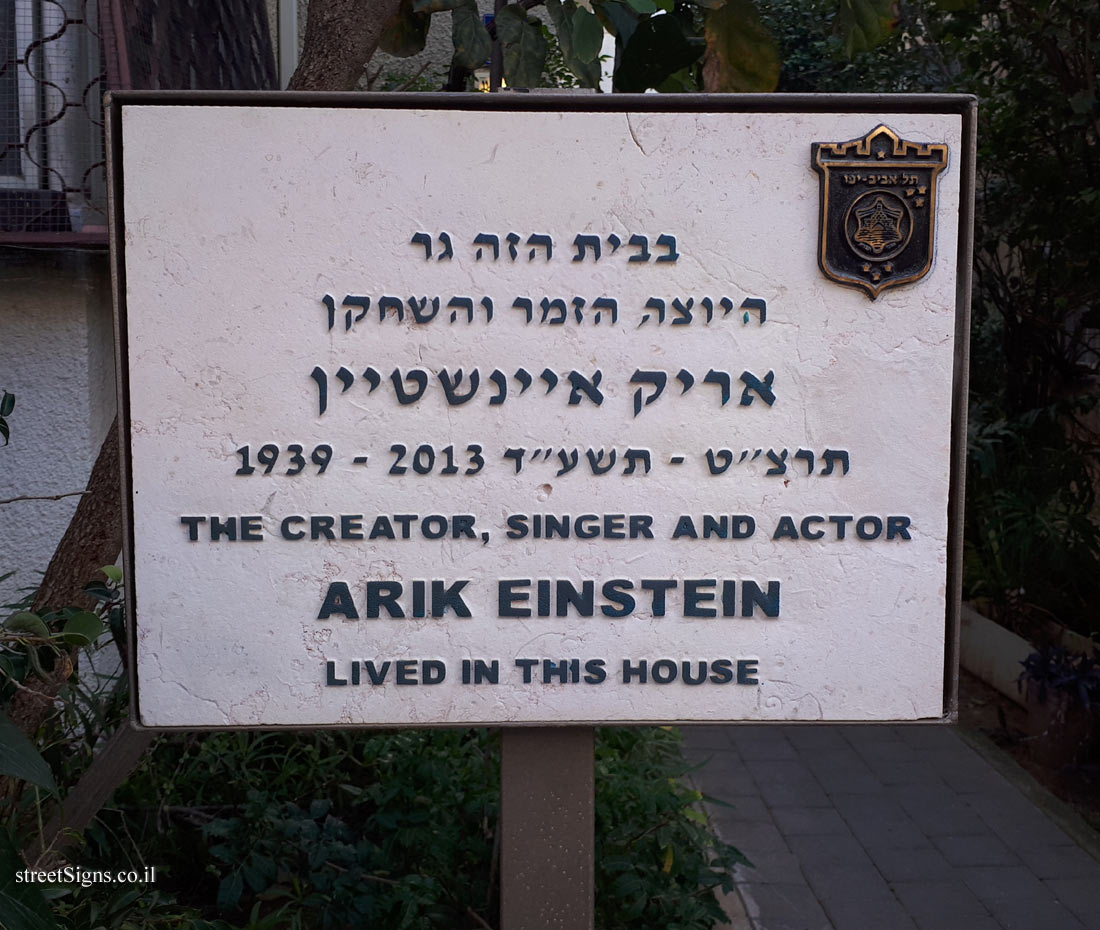 תל אביב-יפו
בבית הזה גר
היוצר, הזמר והשחקן
אריק איינשטיין
תרצ״ט - תשע״ד 2013 - 1939
THE CREATOR, SINGER AND ACTOR
ARIK EINSTEIN
LIVED IN THIS HOUSE
streetSigns.co.il